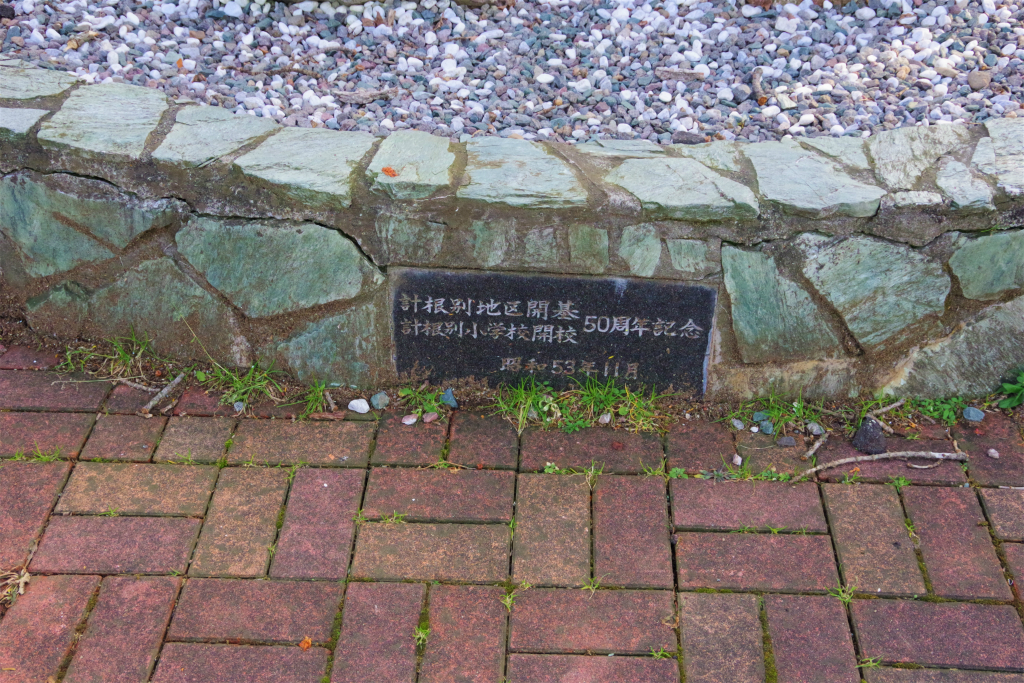 計根別地区開基
計根別小学校開校
50周年記念
昭和53年11月